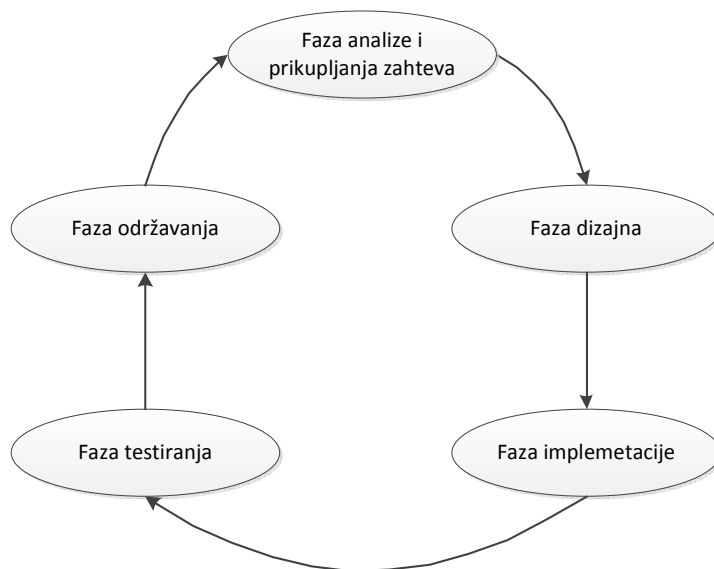 Faza analize i
prikupljanja zahteva
Faza održavanja
Faza dizajna
Faza testiranja
Faza implemetacije